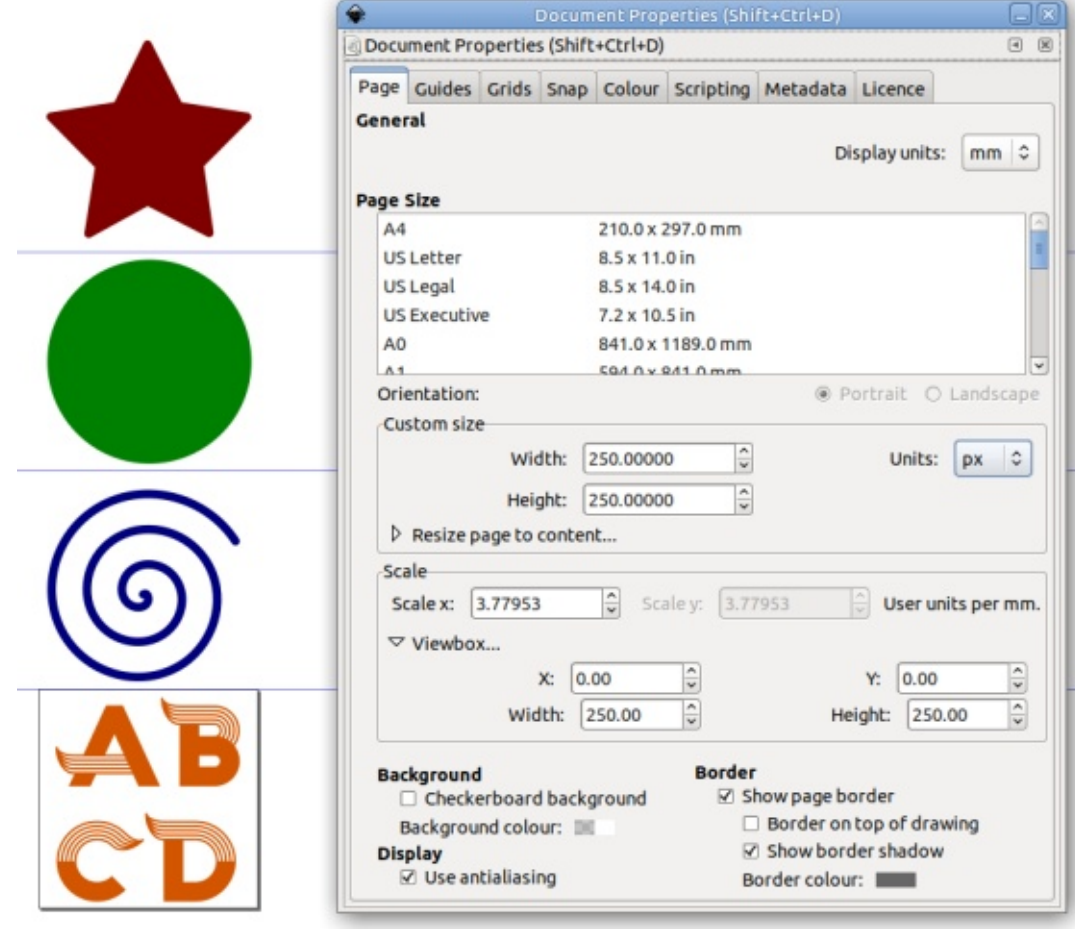 Document Properties (Shift+Ctrl+D)
Document Properties (Shift+Ctrl+D)
Page Guides Grids Snap Colour Scripting Metadata Licence
General
Display units: mm
Page Size
A4 210.0 x 297.0 mm
US Letter 8.5 x 11.0 in
US Legal 8.5 x 14.0 in
US Executive 7.2 x 10.5 in
A0 841.0 x 1189.0 mm
A1 594.0 x 841.0 mm
Orientation: Portrait Landscape
Custom size
Width: 250.00000 Units: px
Height: 250.00000
Resize page to content...
Scale
Scale x: 3.77953 Scale y: 3.77953 User units per mm.
Viewbox...
X: 0.00 Y: 0.00
Width: 250.00 Height: 250.00
Background
Checkerboard background
Background colour:
Display
Use antialiasing
Border
Show page border
Border on top of drawing
Show border shadow
Border colour:
AB
CD